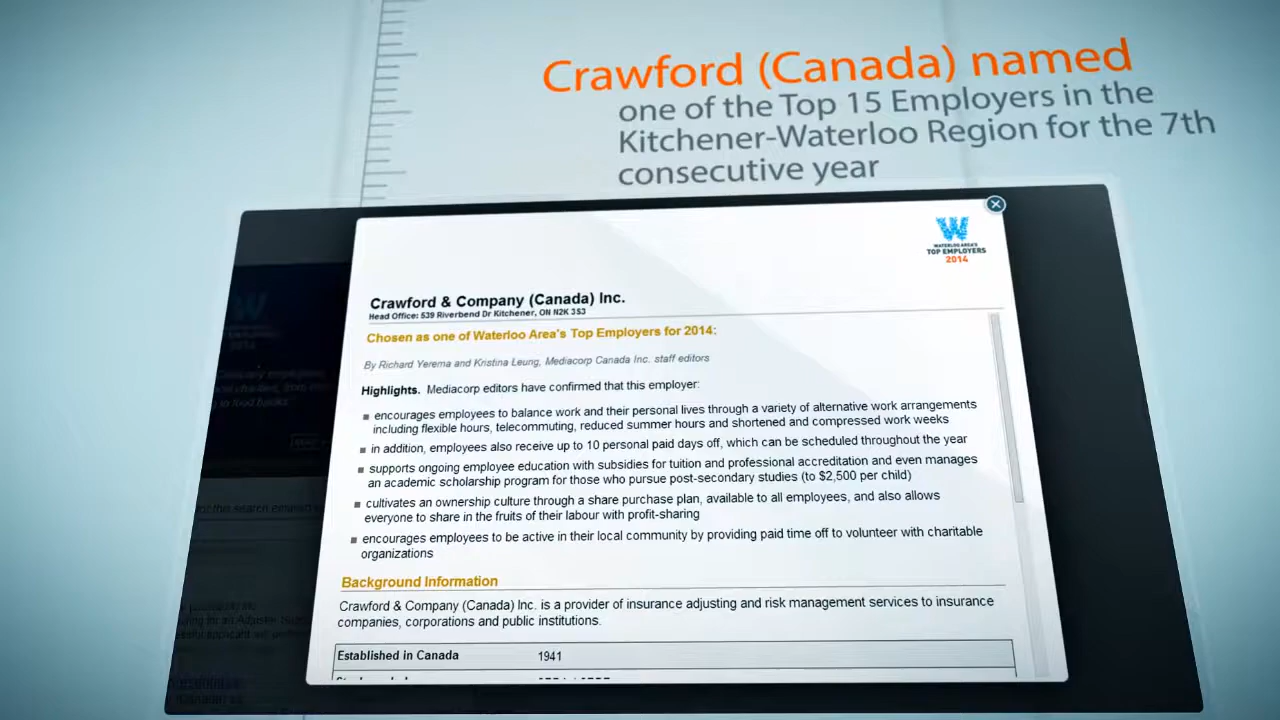 Crawford (Canada) named
one of the Top 15 Employers in the
Kitchener-Waterloo Region for the 7th
consecutive year
W
WATERLOO AREA'S
TOP EMPLOYERS
2014
Crawford & Company (Canada) Inc.
Head Office: 539 Riverbend Dr Kitchener, ON N2K 3S3
Chosen as one of Waterloo Area's Top Employers for 2014:
By Richard Yerema and Kristina Leung, Mediacorp Canada Inc. staff editors
Highlights. Mediacorp editors have confirmed that this employer:
encourages employees to balance work and their personal lives through a variety of alternative work arrangements
including flexible hours, telecommuting, reduced summer hours and shortened and compressed work weeks
in addition, employees also receive up to 10 personal paid days off, which can be scheduled throughout the year
supports ongoing employee education with subsidies for tuition and professional accreditation and even manages
an academic scholarship program for those who pursue post-secondary studies (to $2,500 per child)
cultivates an ownership culture through a share purchase plan, available to all employees, and also allows
everyone to share in the fruits of their labour with profit-sharing
encourages employees to be active in their local community by providing paid time off to volunteer with charitable
organizations
Background Information
Crawford & Company (Canada) Inc. is a provider of insurance adjusting and risk management services to insurance
companies, corporations and public institutions.
Established in Canada 1941
to food banks.